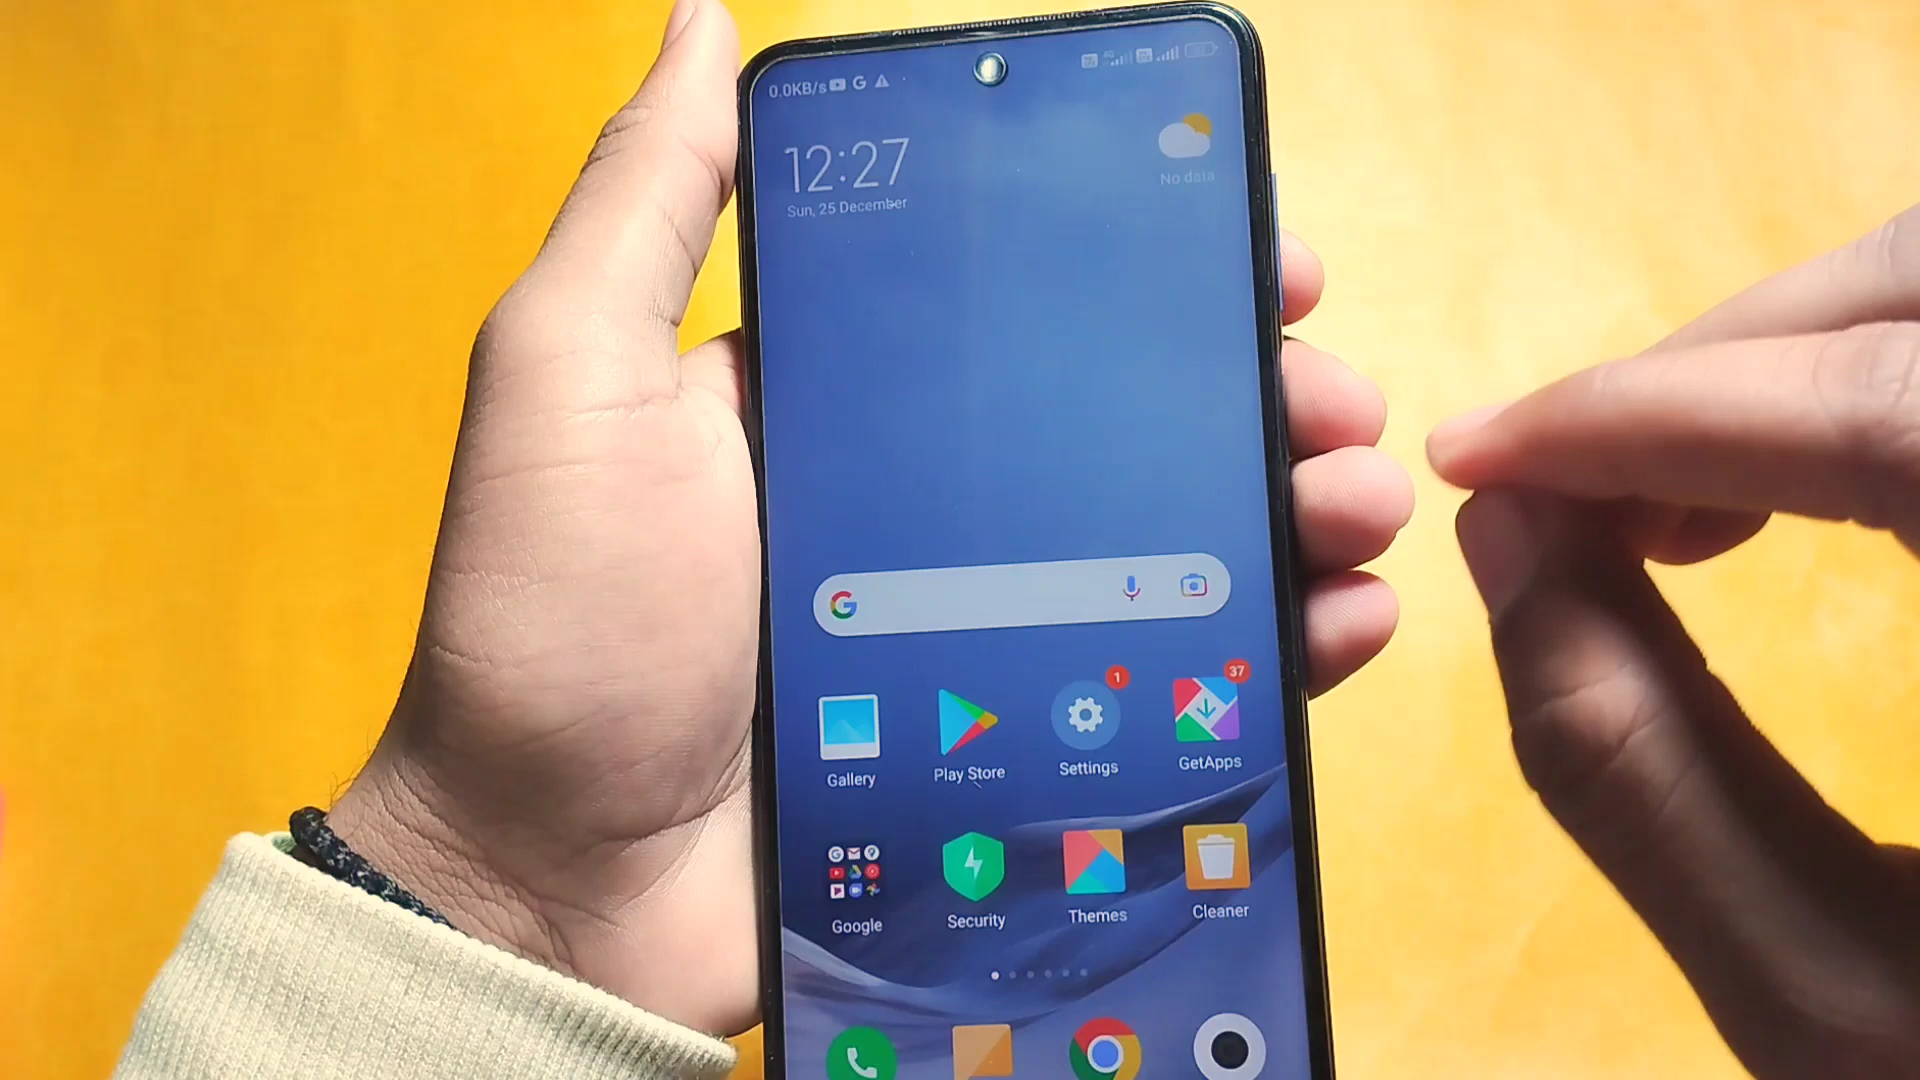 0.0KB/s
12:27
Sun, 25 December
No data
1
37
Gallery
Play Store
Settings
GetApps
Google
Security
Themes
Cleaner